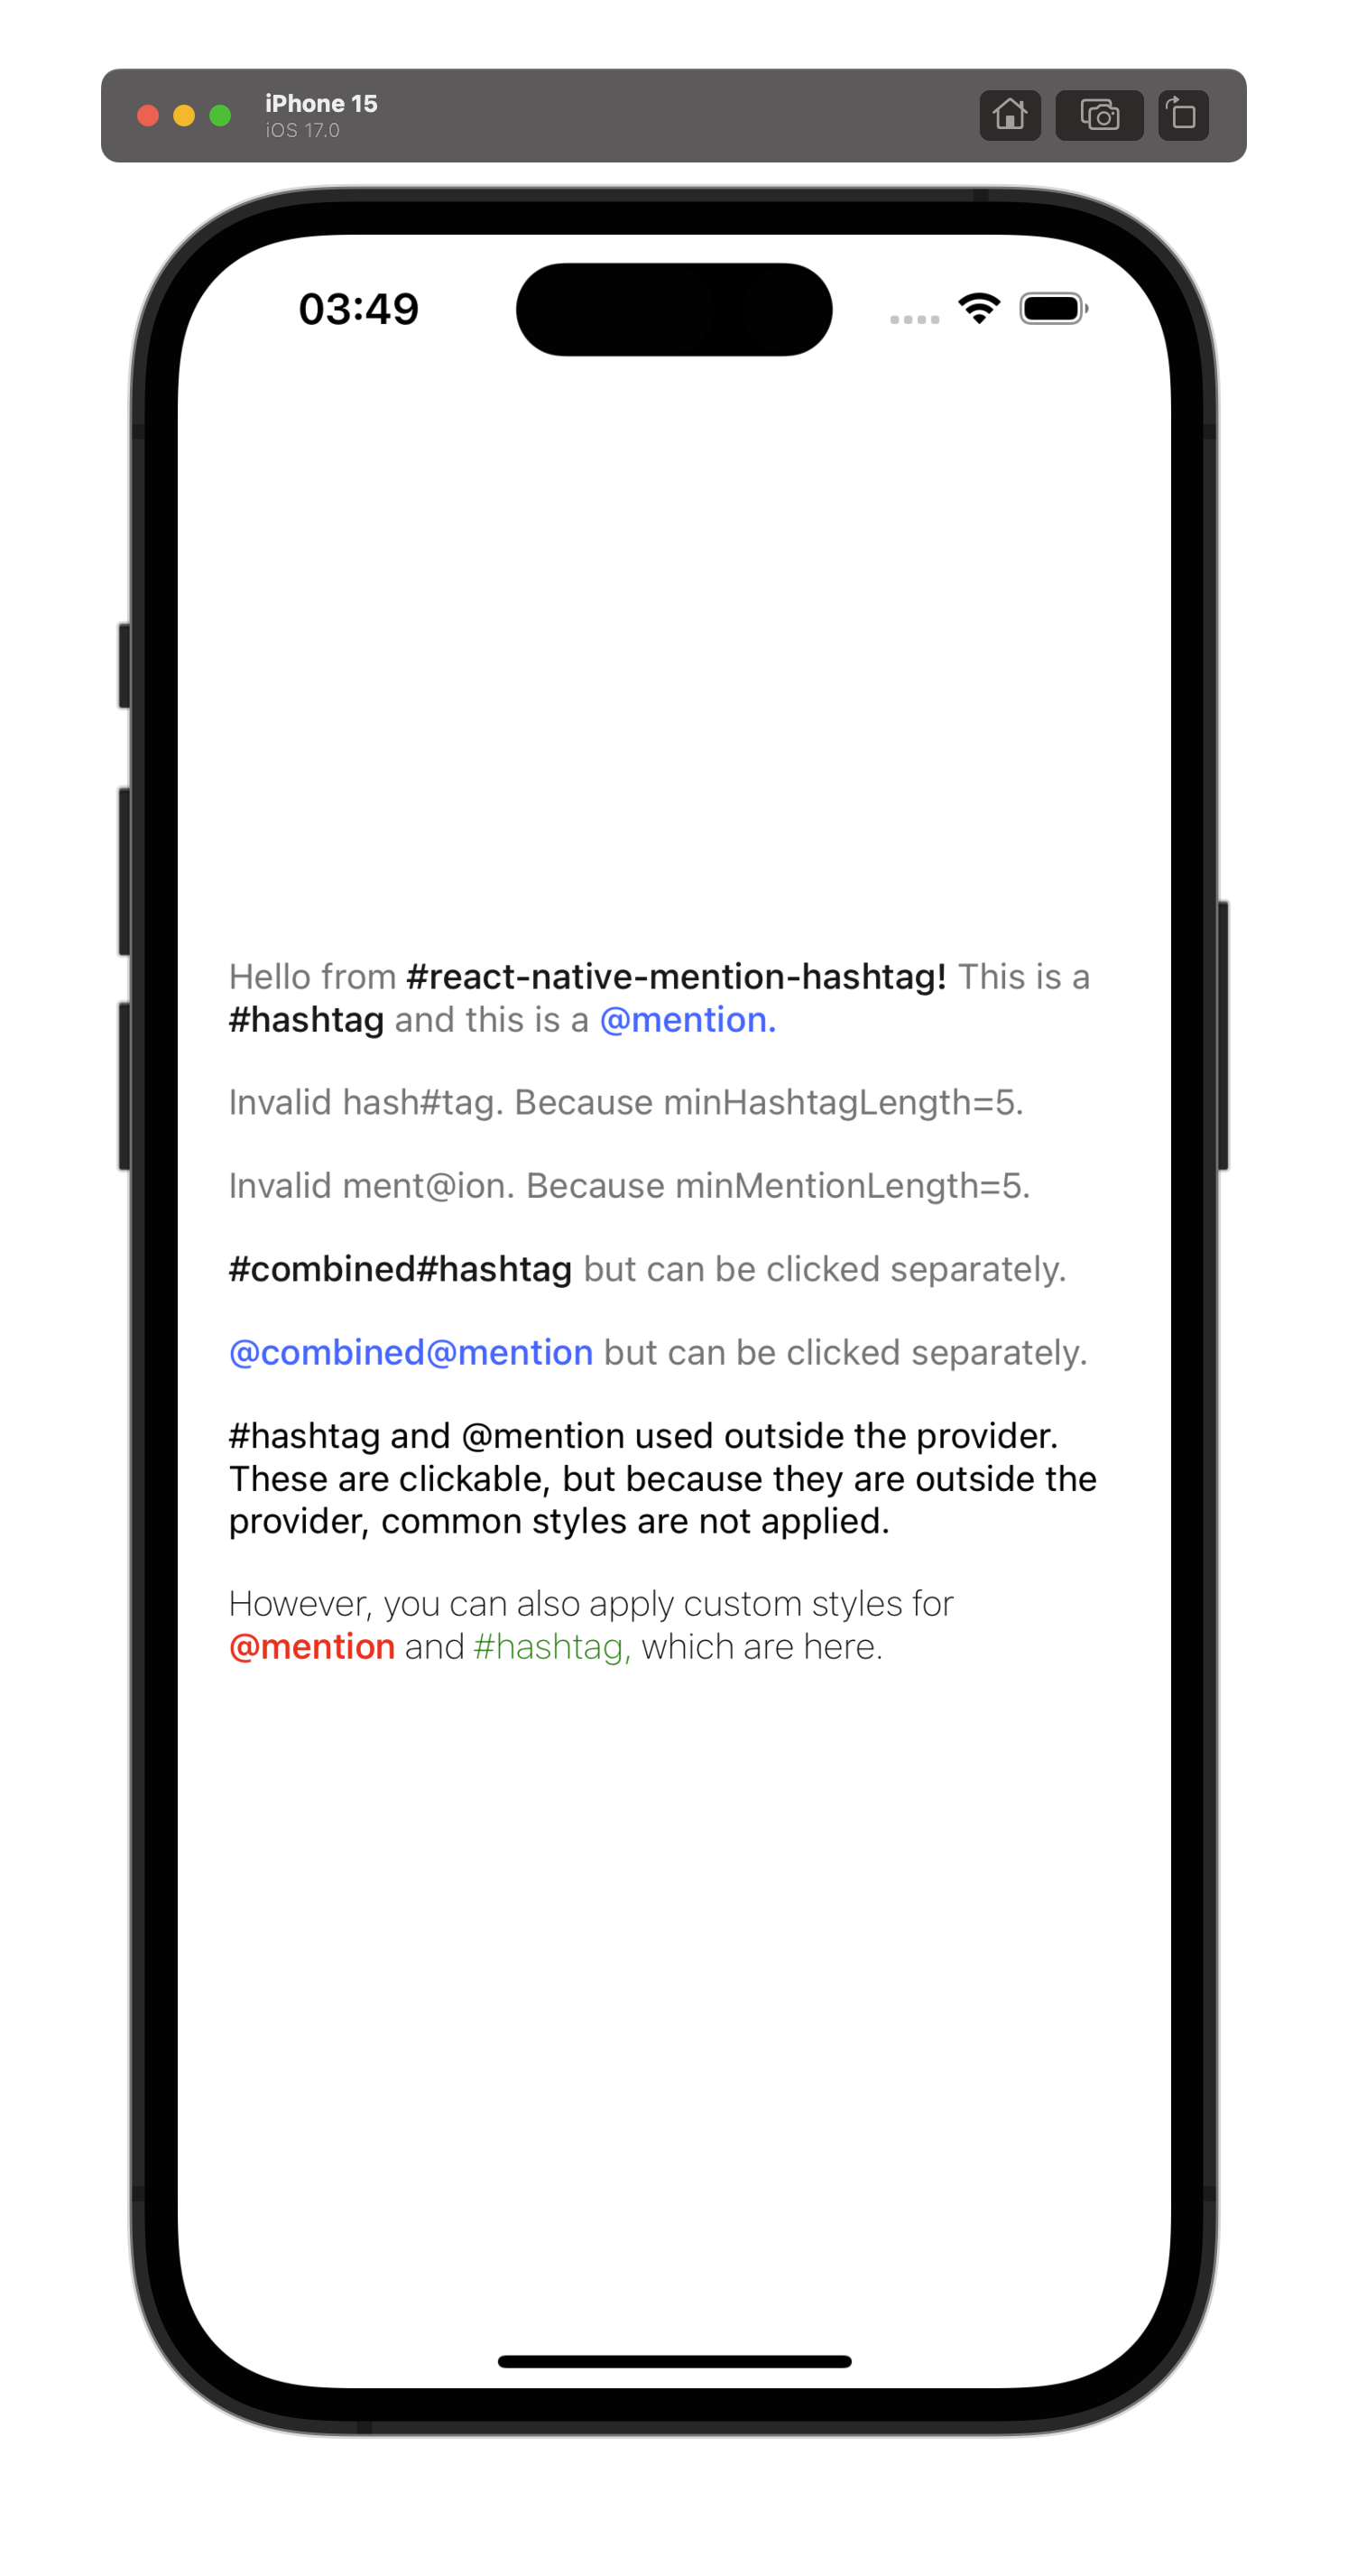 iPhone 15
iOS 17.0
03:49
Hello from #react-native-mention-hashtag! This is a
#hashtag and this is a @mention.
Invalid hash#tag. Because minHashtagLength=5.
Invalid ment@ion. Because minMentionLength=5.
#combined#hashtag but can be clicked separately.
@combined@mention but can be clicked separately.
#hashtag and @mention used outside the provider.
These are clickable, but because they are outside the
provider, common styles are not applied.
However, you can also apply custom styles for
@mention and #hashtag, which are here.